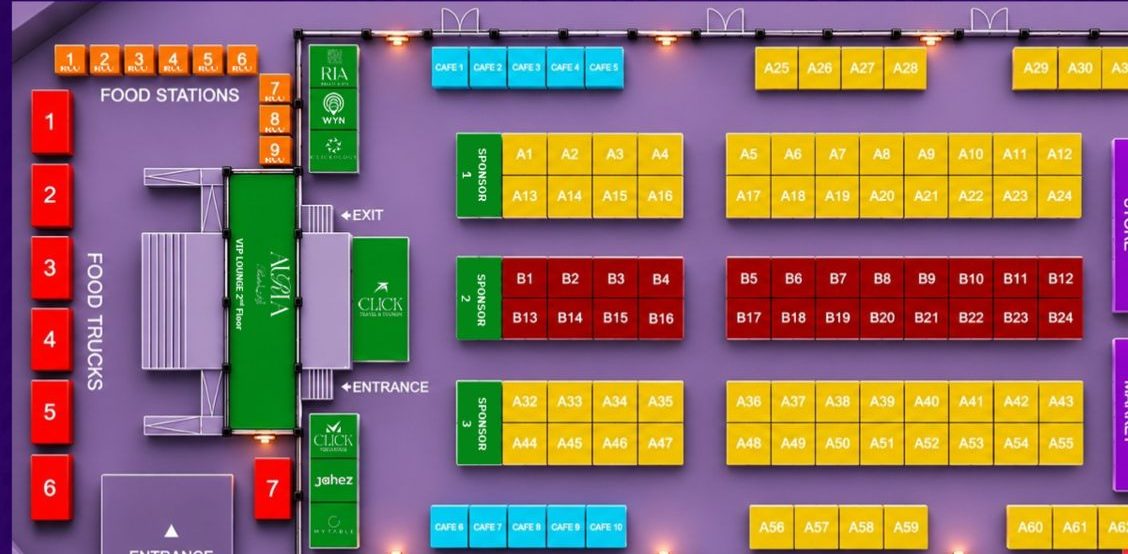 1 2 3 4 5 6
FOOD STATIONS
7
8
9
1
2
3
4
5
6
FOOD TRUCKS
7
RIA
WYN
EXIT
AURIA
VIP LOUNGE 2nd Floor
CLICK
TRAVEL & TOURISM
ENTRANCE
CLICK
jahez
MYTABLE
ENTRANCE
CAFE 1 CAFE 2 CAFE 3 CAFE 4 CAFE 5
A25 A26 A27 A28
A29 A30
SPONSOR 1
A1 A2 A3 A4
A13 A14 A15 A16
A5 A6 A7 A8 A9 A10 A11 A12
A17 A18 A19 A20 A21 A22 A23 A24
SPONSOR 2
B1 B2 B3 B4
B13 B14 B15 B16
B5 B6 B7 B8 B9 B10 B11 B12
B17 B18 B19 B20 B21 B22 B23 B24
SPONSOR 3
A32 A33 A34 A35
A44 A45 A46 A47
A36 A37 A38 A39 A40 A41 A42 A43
A48 A49 A50 A51 A52 A53 A54 A55
CAFE 6 CAFE 7 CAFE 8 CAFE 9 CAFE 10
A56 A57 A58 A59
A60 A61